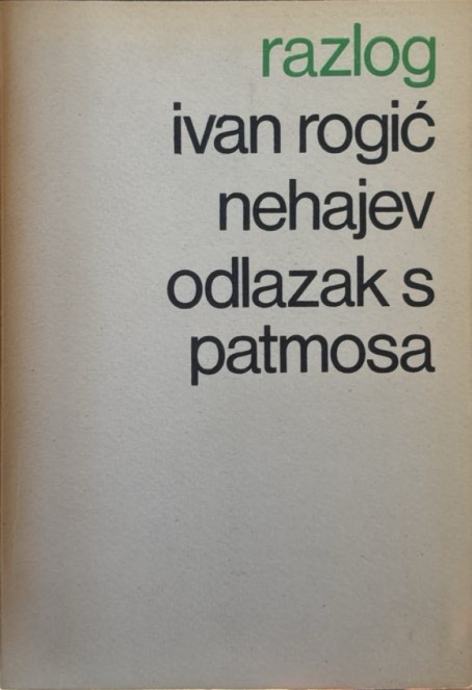 razlog
ivan rogić
nehajev
odlazak s
patmosa